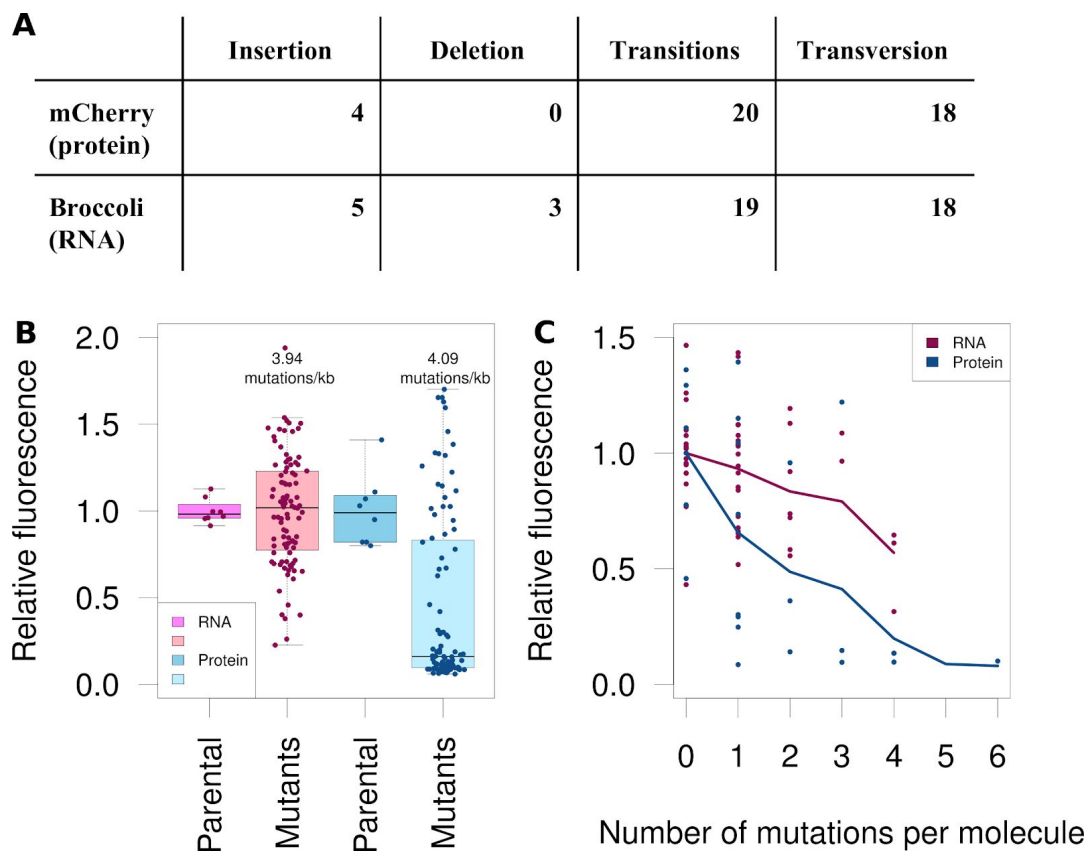 A
Insertion Deletion Transitions Transversion
mCherry
(protein)
4 0 20 18
Broccoli
(RNA)
5 3 19 18
B
Relative fluorescence
2.0
1.5
1.0
0.5
0.0
3.94
mutations/kb
4.09
mutations/kb
RNA
Protein
Parental
Mutants
Parental
Mutants
C
Relative fluorescence
1.5
1.0
0.5
0.0
RNA
Protein
0 1 2 3 4 5 6
Number of mutations per molecule